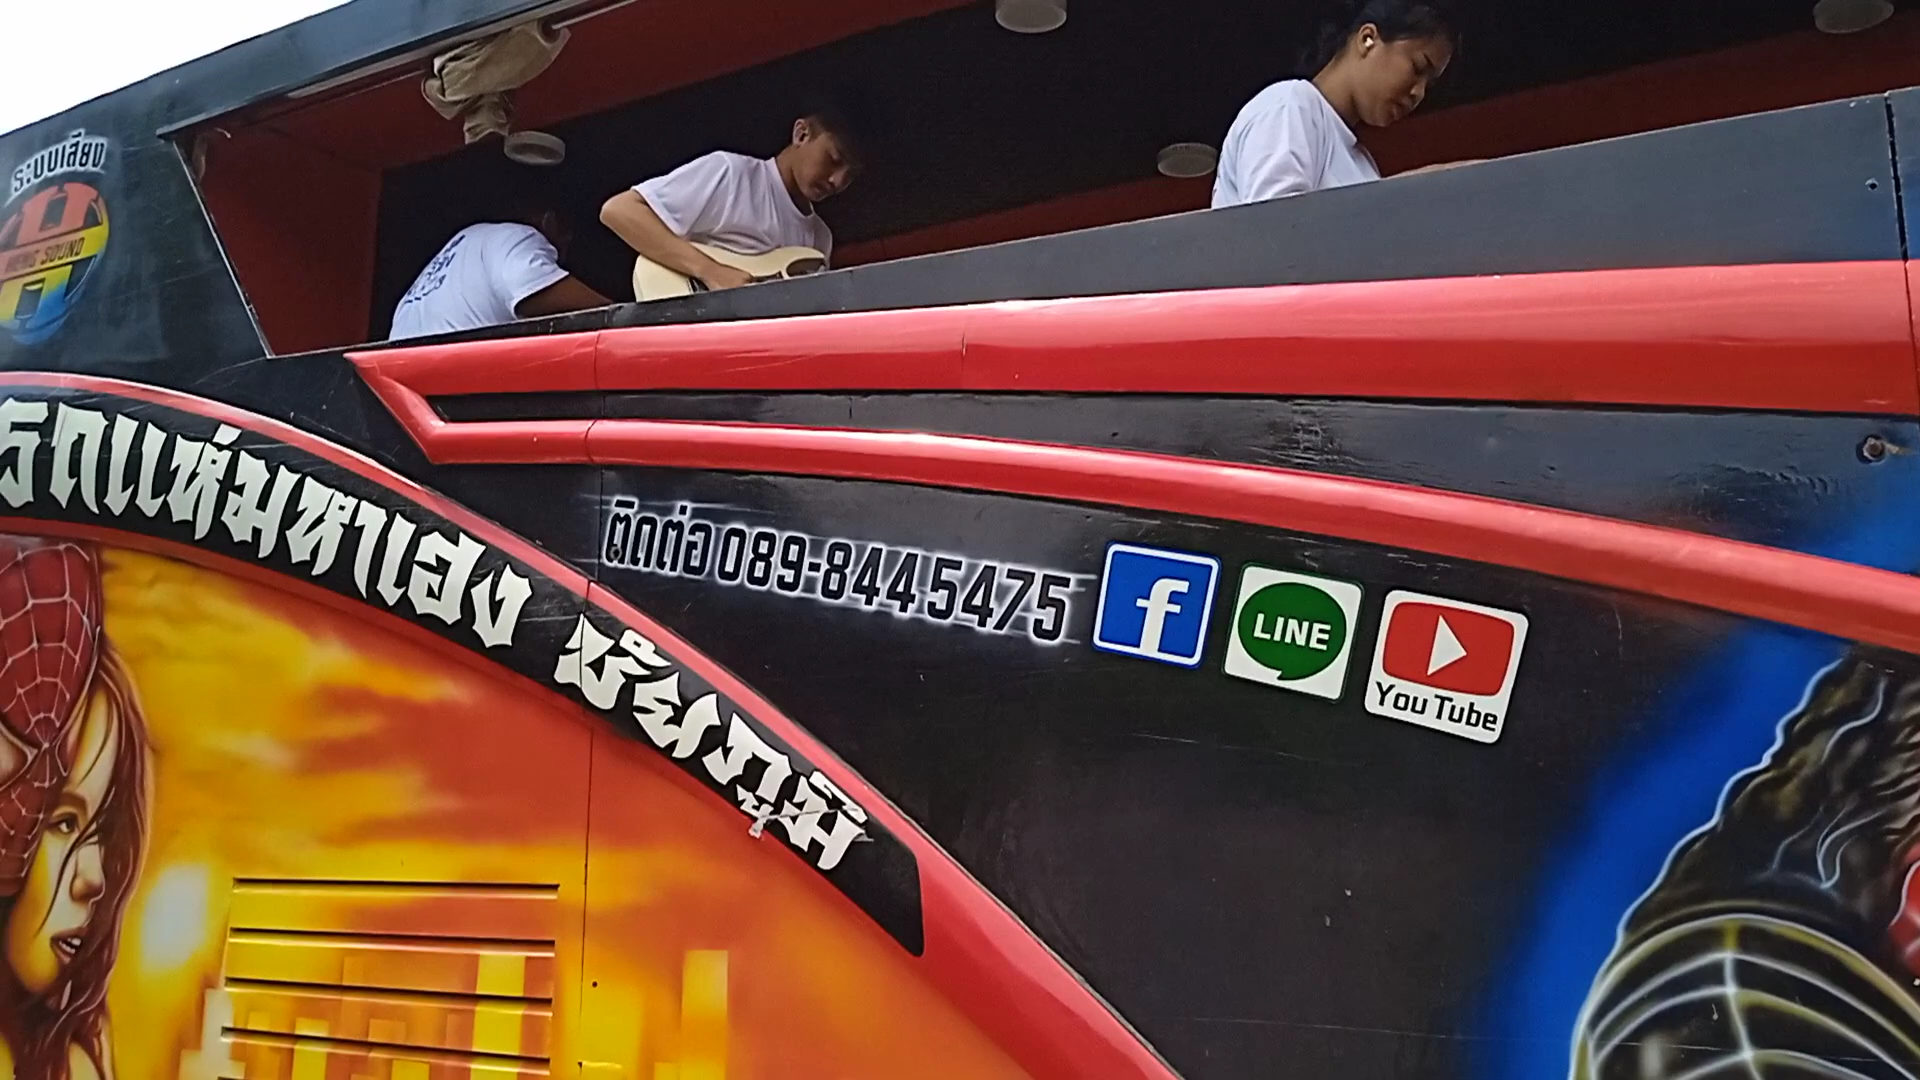 ระบบเสียง
SOUND
รถแห่มหาเฮง ชัยภูมิ
ติดต่อ 089-8445475
f
LINE
YouTube